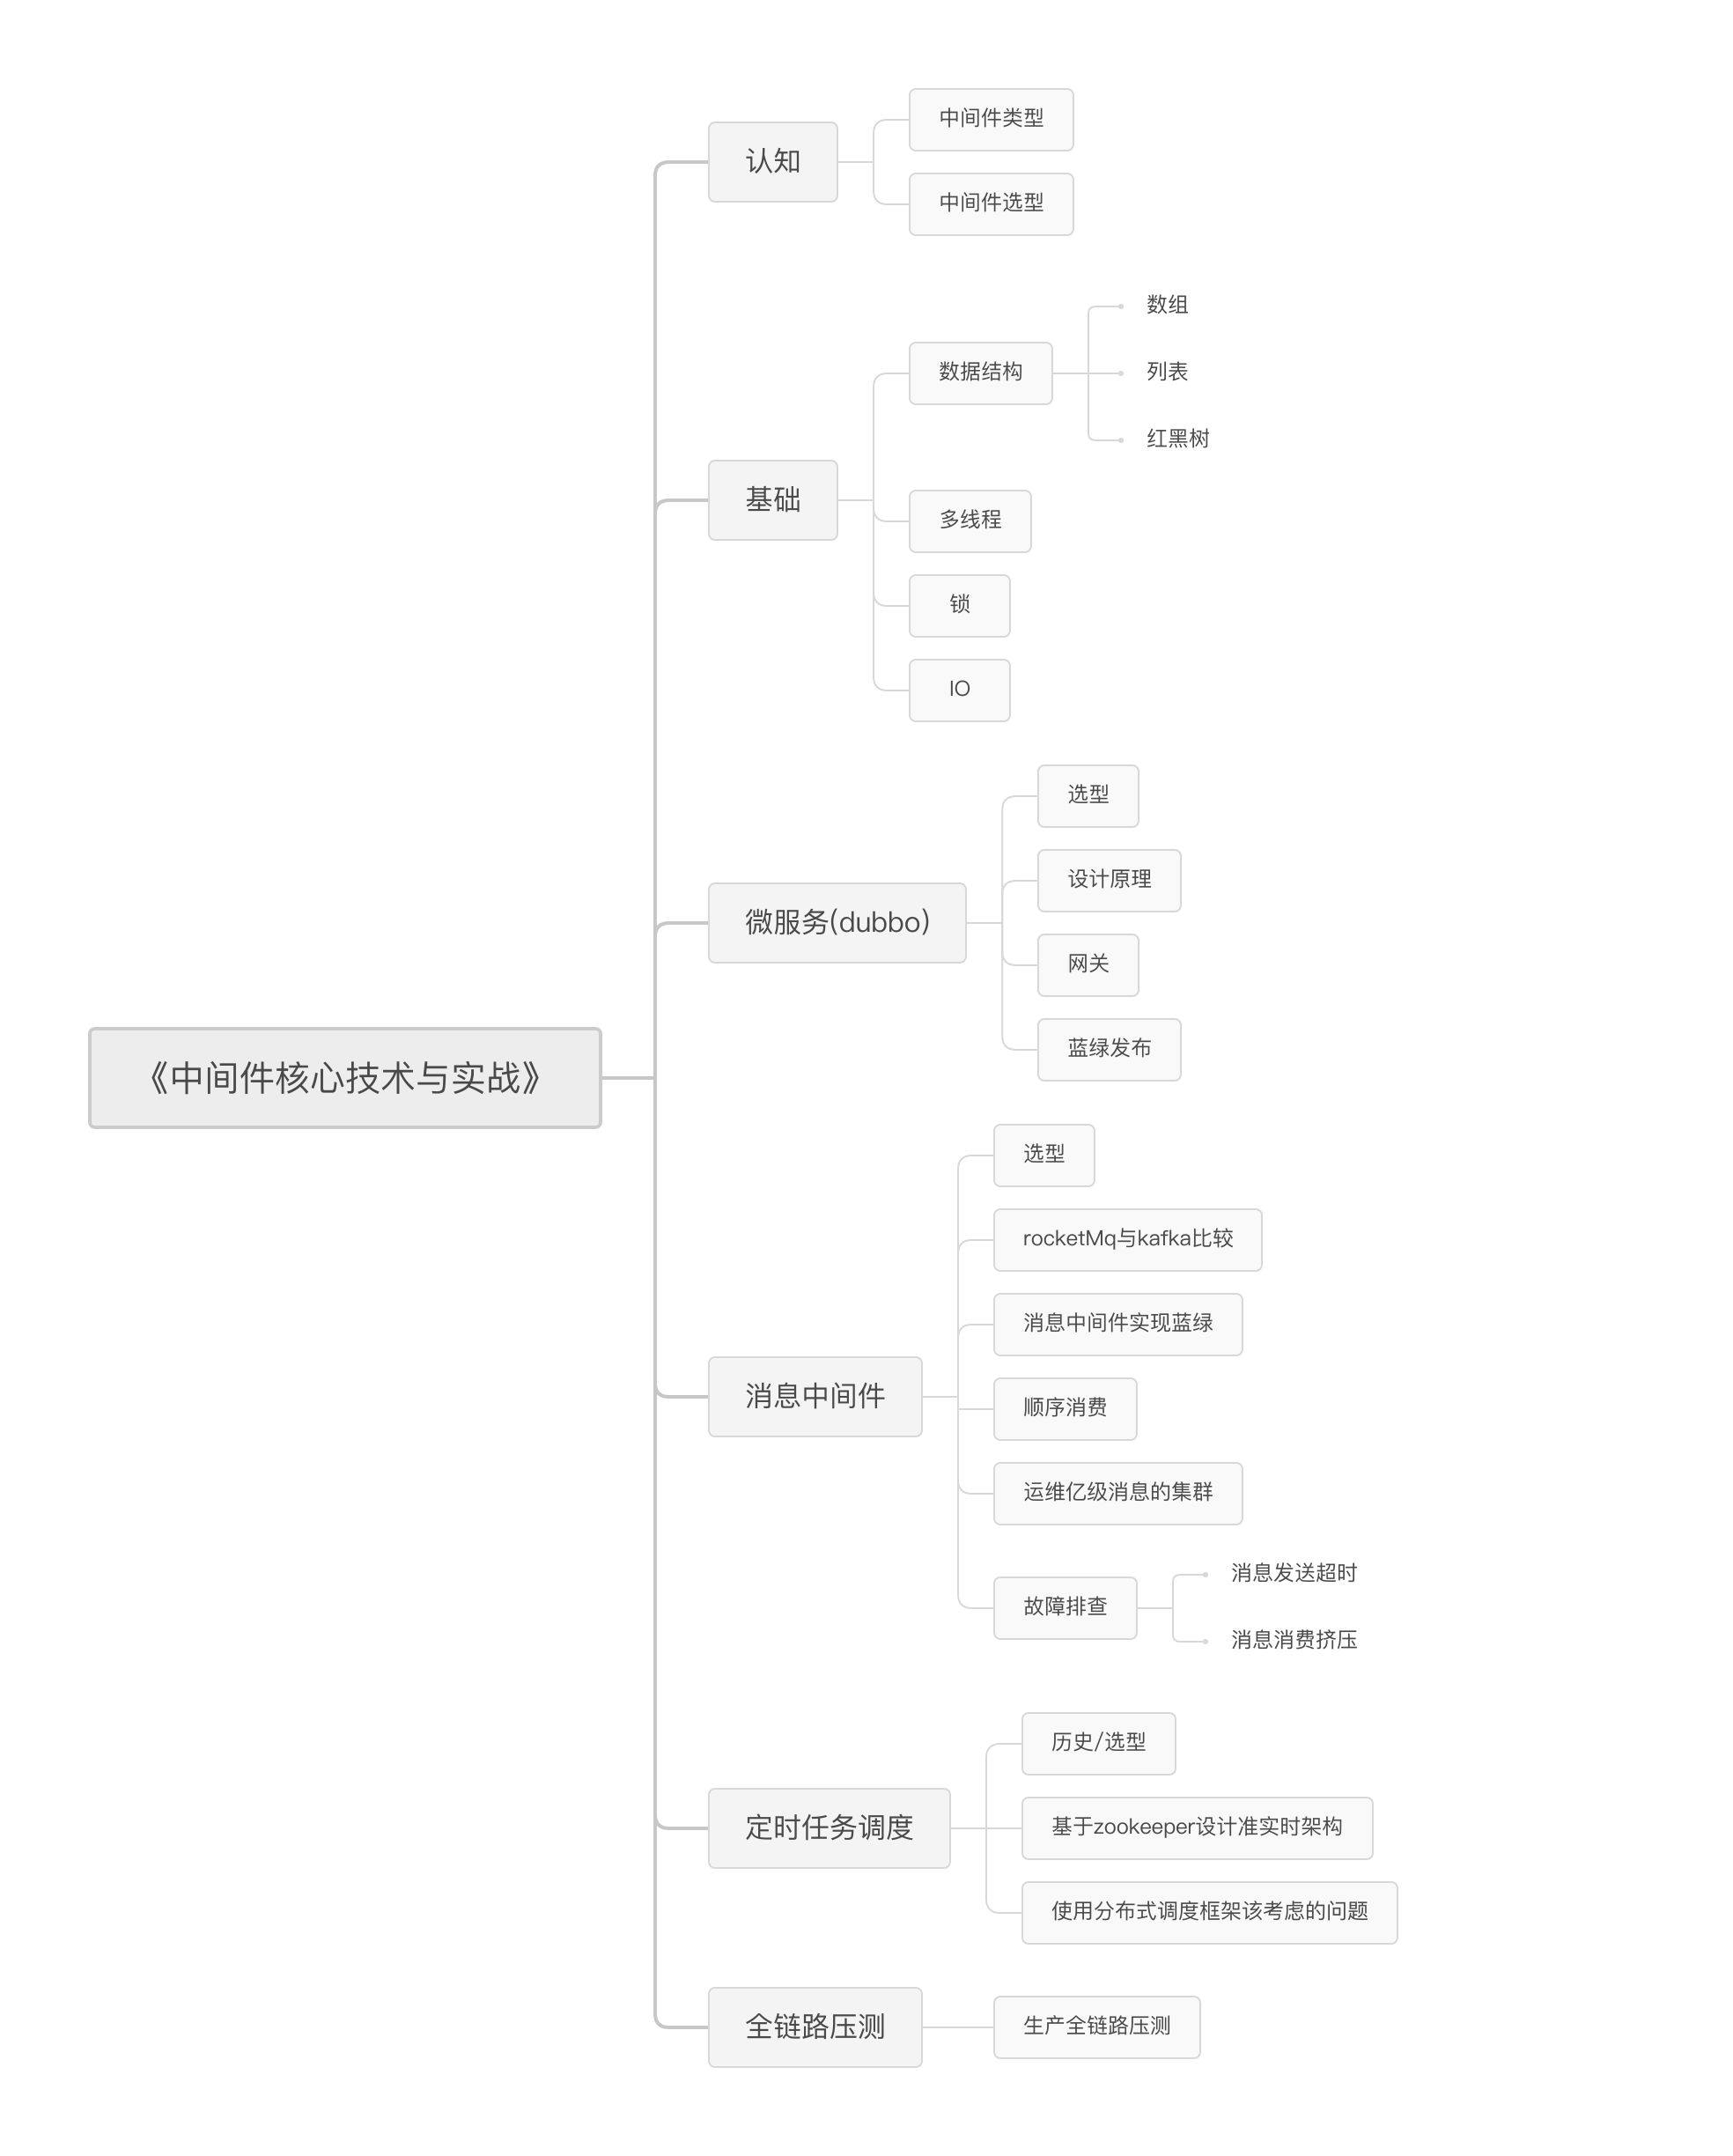 《中间件核心技术与实战》
认知
中间件类型
中间件选型
基础
数据结构
数组
列表
红黑树
多线程
锁
IO
微服务(dubbo)
选型
设计原理
网关
蓝绿发布
消息中间件
选型
rocketMq与kafka比较
消息中间件实现蓝绿
顺序消费
运维亿级消息的集群
故障排查
消息发送超时
消息消费挤压
定时任务调度
历史/选型
基于zookeeper设计准实时架构
使用分布式调度框架该考虑的问题
全链路压测
生产全链路压测